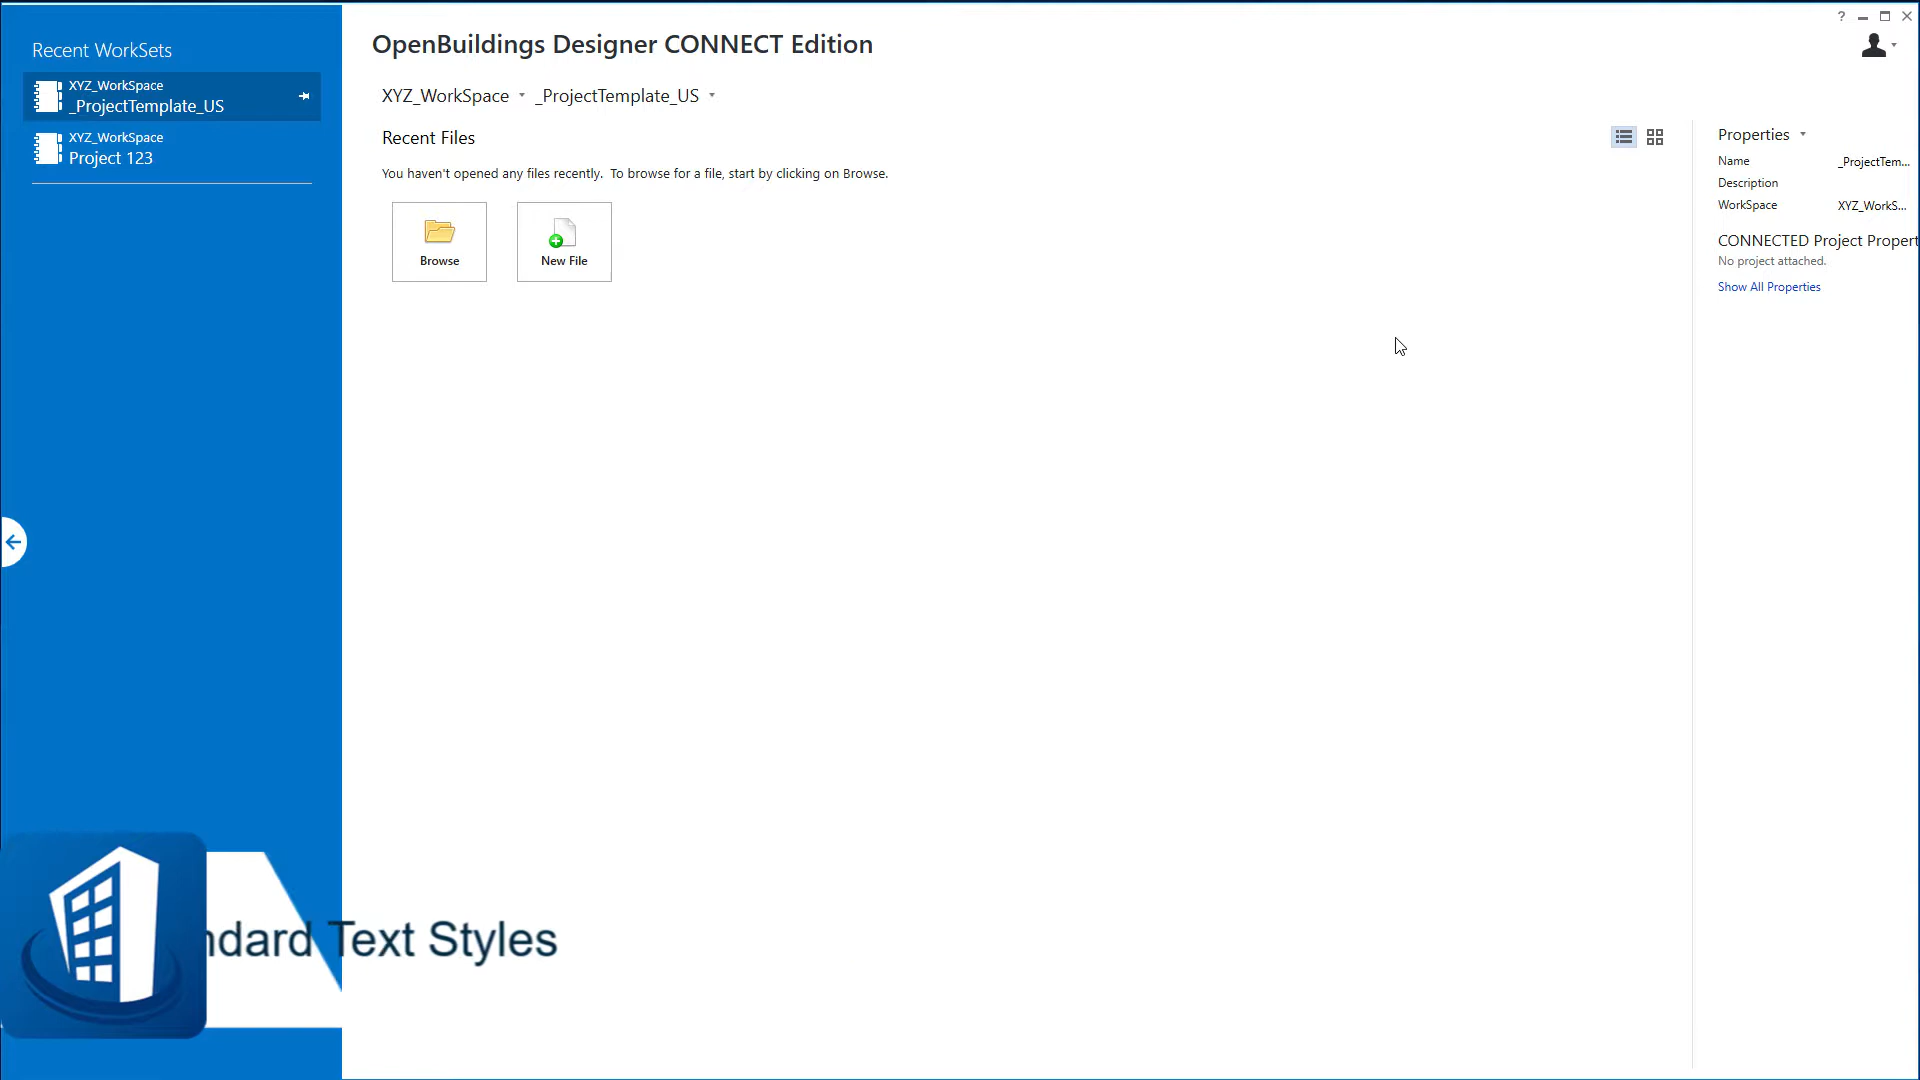 Recent WorkSets
XYZ_WorkSpace
_ProjectTemplate_US
XYZ_WorkSpace
Project 123
?
OpenBuildings Designer CONNECT Edition
XYZ_WorkSpace _ProjectTemplate_US
Recent Files
You haven't opened any files recently. To browse for a file, start by clicking on Browse.
Browse
New File
Properties
Name _ProjectTem...
Description
WorkSpace XYZ_WorkS...
CONNECTED Project Propert
No project attached.
Show All Properties
ndard Text Styles